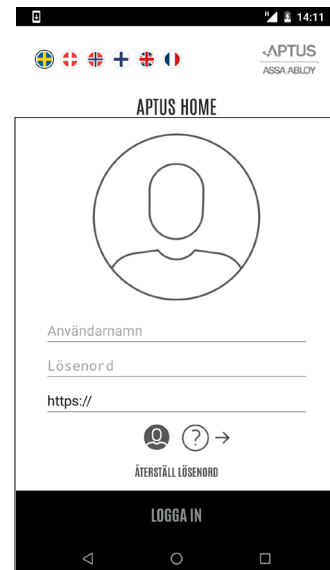 H 14:11
APTUS
ASSA ABLOY
APTUS HOME
Användarnamn
Lösenord
https://
?
ÅTERSTÄLL LÖSENORD
LOGGA IN